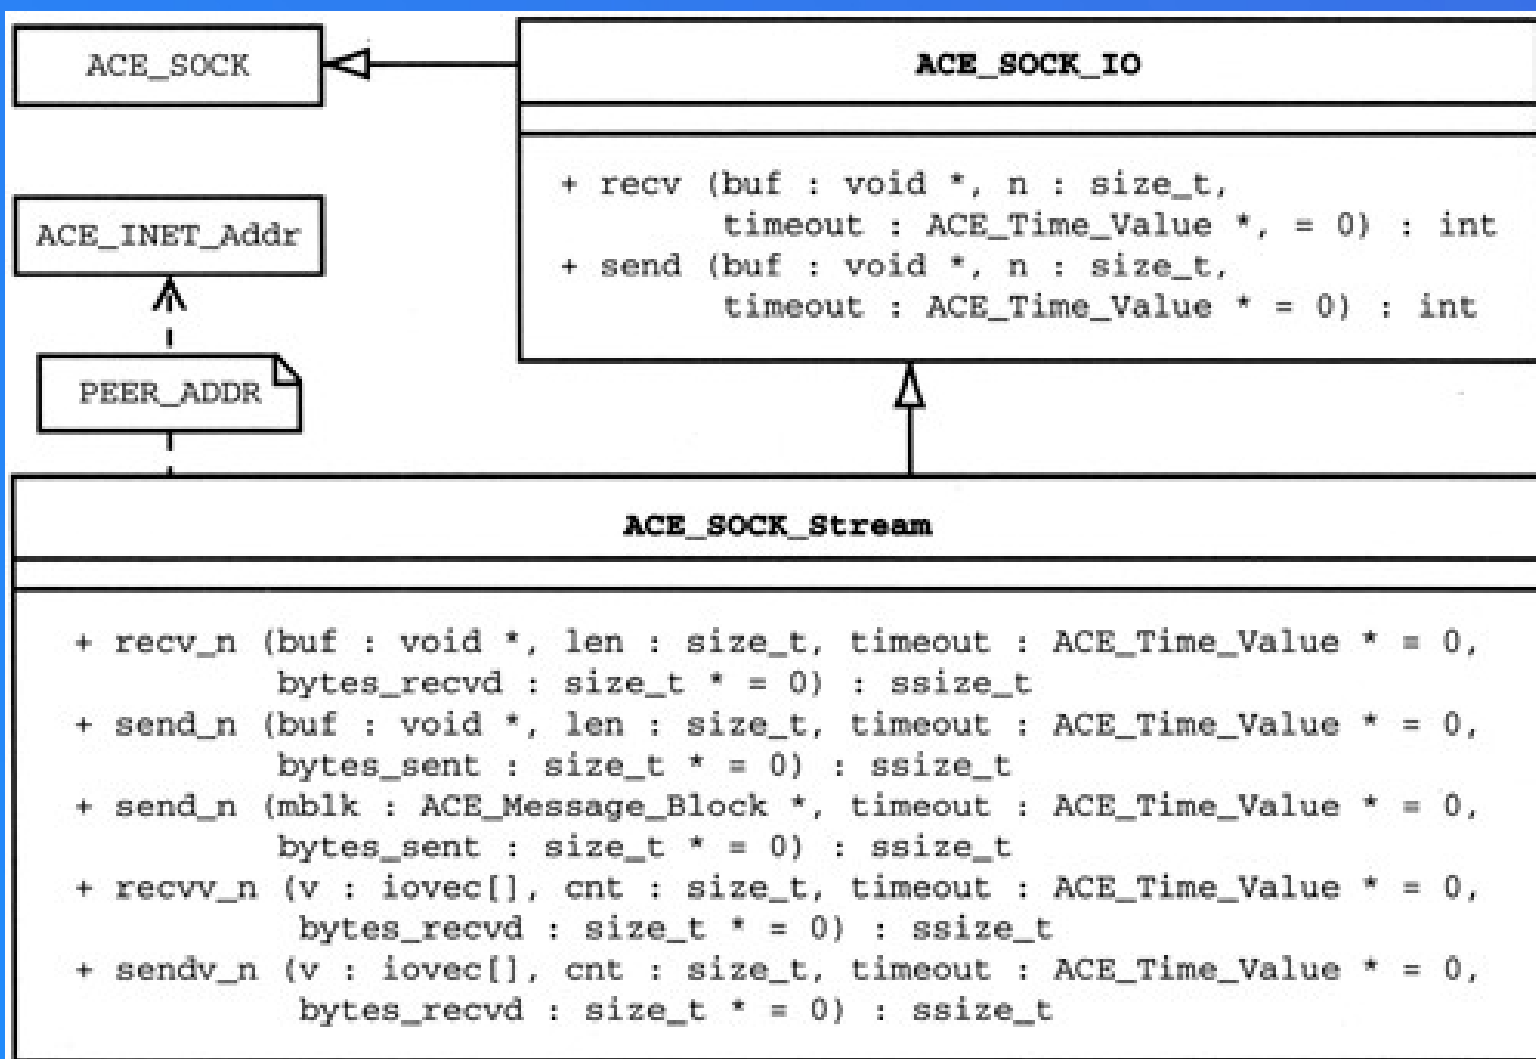 ACE_SOCK
ACE_SOCK_IO
+ recv (buf : void *, n : size_t,
timeout : ACE_Time_Value *, = 0) : int
+ send (buf : void *, n : size_t,
timeout : ACE_Time_Value * = 0) : int
ACE_INET_Addr
PEER_ADDR
ACE_SOCK_Stream
+ recv_n (buf : void *, len : size_t, timeout : ACE_Time_Value * = 0,
bytes_recvd : size_t * = 0) : ssize_t
+ send_n (buf : void *, len : size_t, timeout : ACE_Time_Value * = 0,
bytes_sent : size_t * = 0) : ssize_t
+ send_n (mblk : ACE_Message_Block *, timeout : ACE_Time_Value * = 0,
bytes_sent : size_t * = 0) : ssize_t
+ recvv_n (v : iovec[], cnt : size_t, timeout : ACE_Time_Value * = 0,
bytes_recvd : size_t * = 0) : ssize_t
+ sendv_n (v : iovec[], cnt : size_t, timeout : ACE_Time_Value * = 0,
bytes_recvd : size_t * = 0) : ssize_t